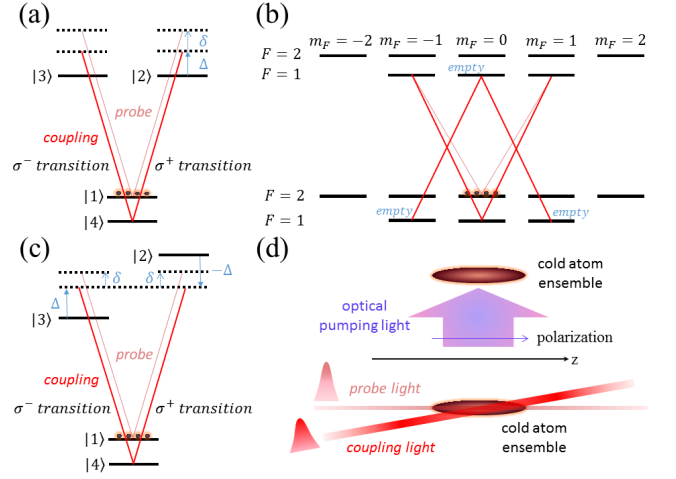 (a)
δ
Δ
|3⟩
|2⟩
probe
coupling
σ⁻ transition
σ⁺ transition
|1⟩
|4⟩
(b)
m_F = −2
m_F = −1
m_F = 0
m_F = 1
m_F = 2
F = 2
F = 1
empty
F = 2
F = 1
empty
empty
(c)
|2⟩
δ
δ
−Δ
Δ
|3⟩
probe
coupling
σ⁻ transition
σ⁺ transition
|1⟩
|4⟩
(d)
cold atom
ensemble
optical
pumping light
polarization
z
probe light
cold atom
ensemble
coupling light